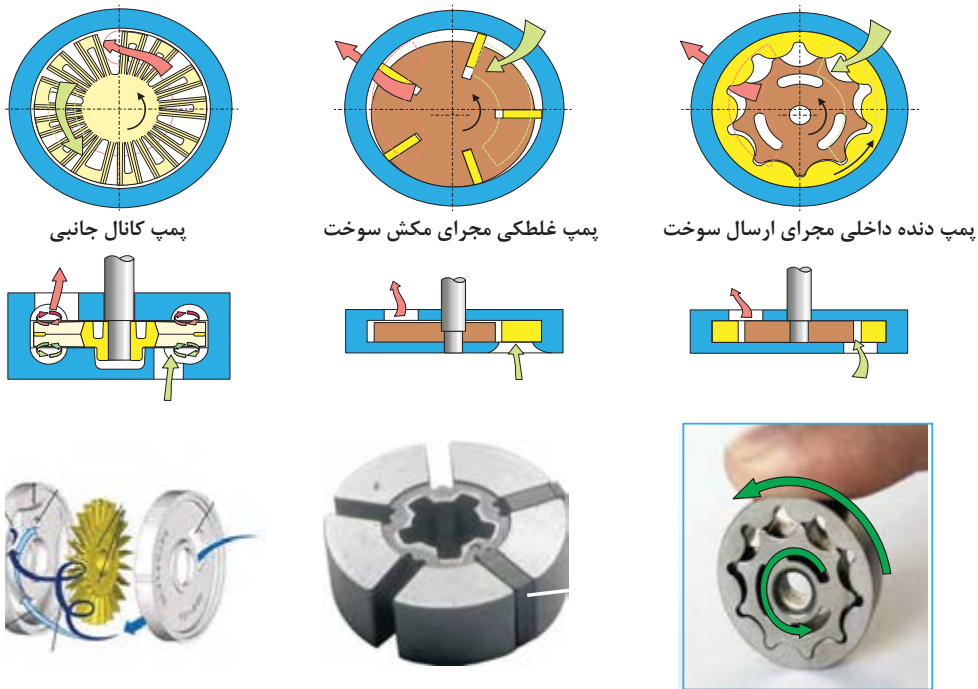 پمپ دنده داخلی مجرای ارسال سوخت
پمپ غلطکی مجرای مکش سوخت
پمپ کانال جانبی